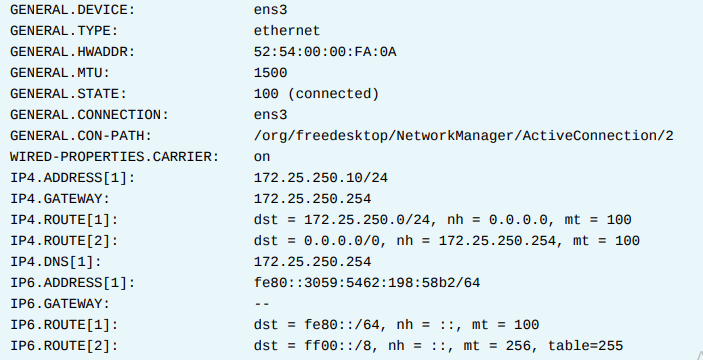 GENERAL.DEVICE: ens3
GENERAL.TYPE: ethernet
GENERAL.HWADDR: 52:54:00:00:FA:0A
GENERAL.MTU: 1500
GENERAL.STATE: 100 (connected)
GENERAL.CONNECTION: ens3
GENERAL.CON-PATH: /org/freedesktop/NetworkManager/ActiveConnection/2
WIRED-PROPERTIES.CARRIER: on
IP4.ADDRESS[1]: 172.25.250.10/24
IP4.GATEWAY: 172.25.250.254
IP4.ROUTE[1]: dst = 172.25.250.0/24, nh = 0.0.0.0, mt = 100
IP4.ROUTE[2]: dst = 0.0.0.0/0, nh = 172.25.250.254, mt = 100
IP4.DNS[1]: 172.25.250.254
IP6.ADDRESS[1]: fe80::3059:5462:198:58b2/64
IP6.GATEWAY: --
IP6.ROUTE[1]: dst = fe80::/64, nh = ::, mt = 100
IP6.ROUTE[2]: dst = ff00::/8, nh = ::, mt = 256, table=255